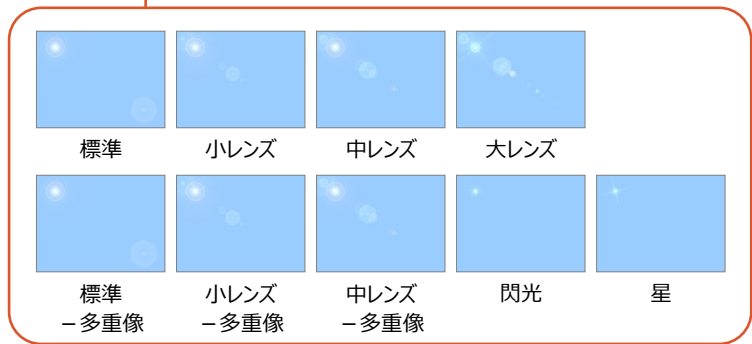 標準
小レンズ
中レンズ
大レンズ
標準
－多重像
小レンズ
－多重像
中レンズ
－多重像
閃光
星